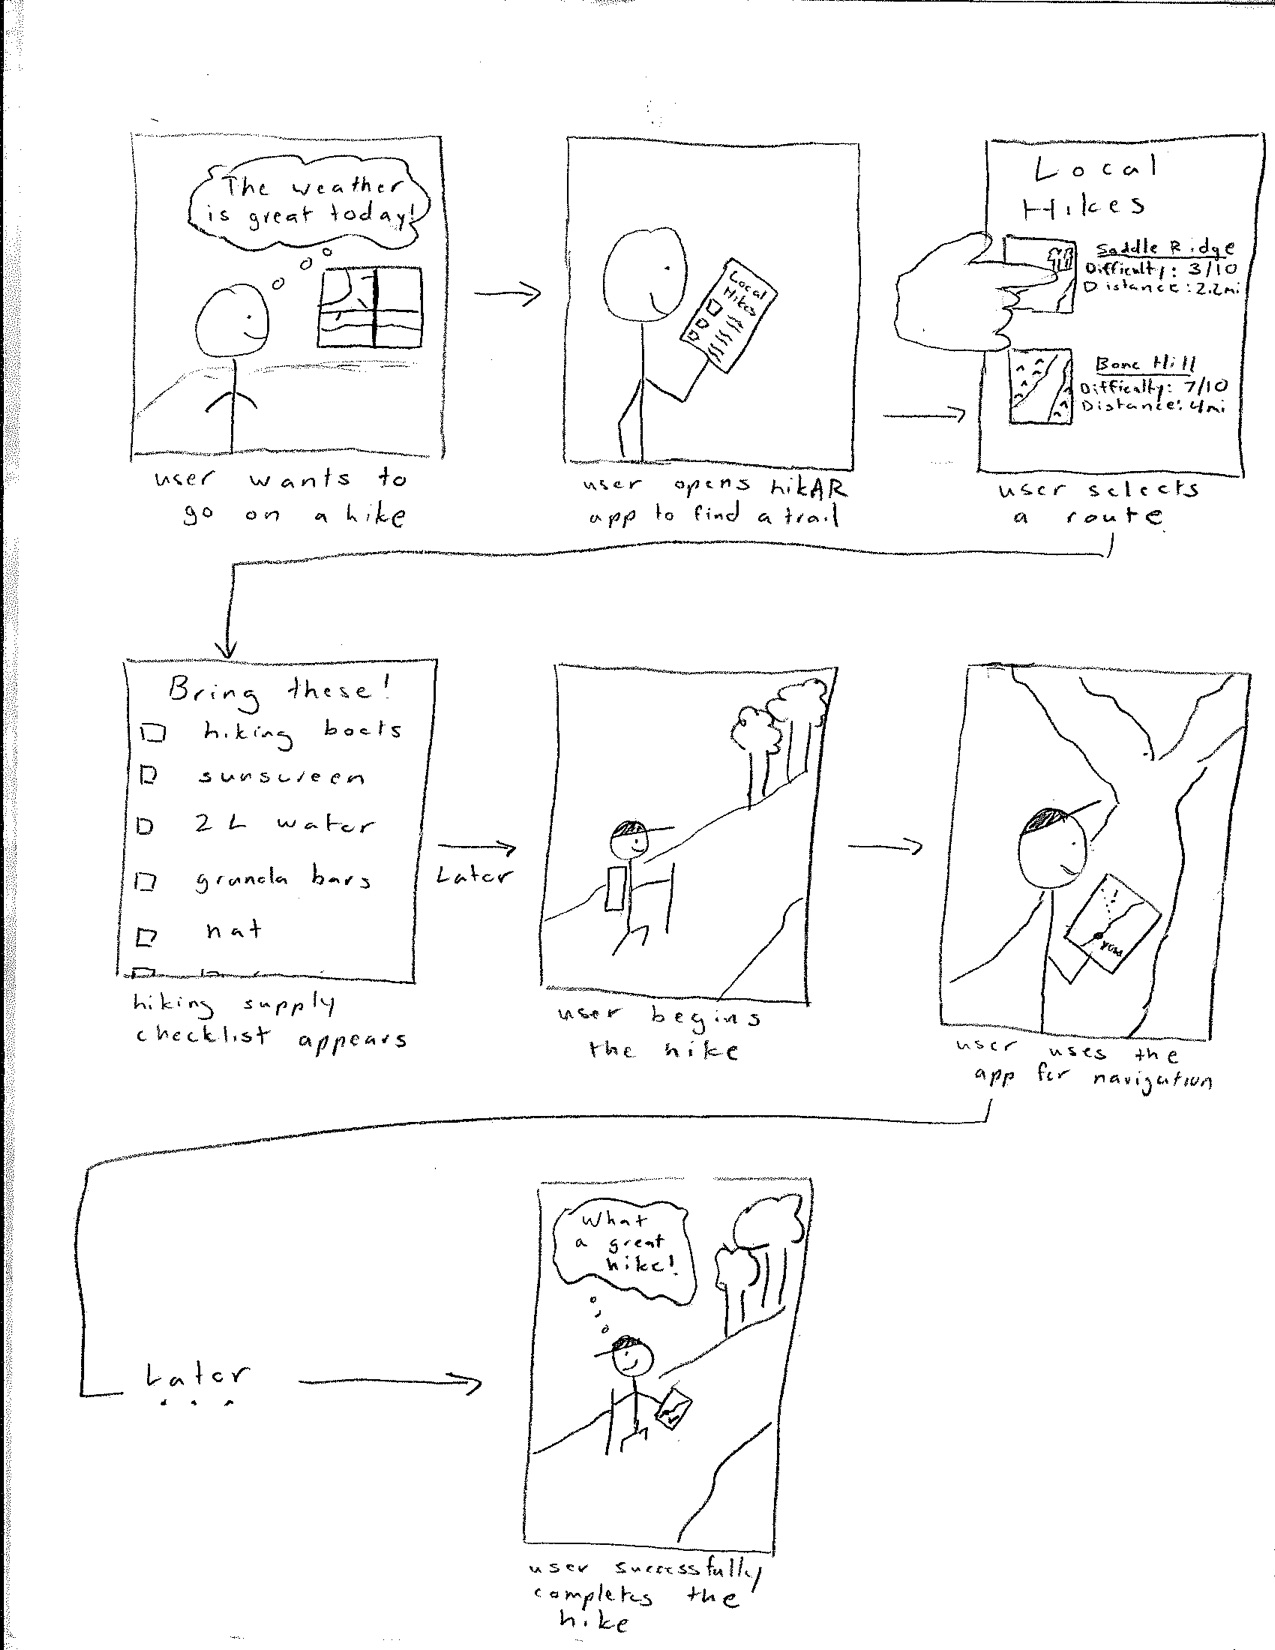 The weather
is great today!
user wants to
go on a hike
Local
Hikes
user opens hikAR
app to find a trail
Local
Hikes
Saddle Ridge
Difficulty: 3/10
Distance: 2.2mi
Bone Hill
Difficulty: 7/10
Distance: 4mi
user selects
a route
Bring these!
hiking boots
sunscreen
2 L water
granola bars
hat
hiking supply
checklist appears
Later
user begins
the hike
you
user uses the
app for navigation
Later
...
What
a great
hike!
user successfully
completes the
hike